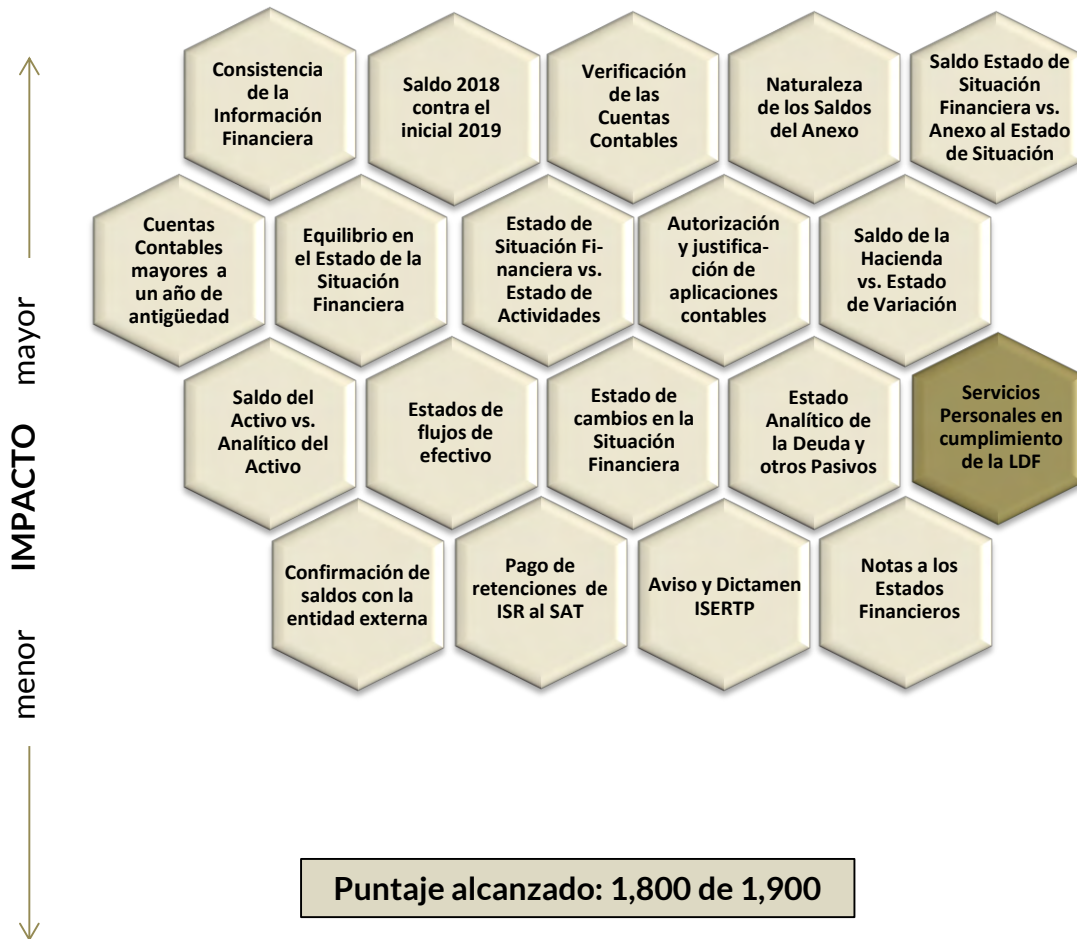 Consistencia
de la
Información
Financiera
Saldo 2018
contra el
inicial 2019
Verificación
de las
Cuentas
Contables
Naturaleza
de los Saldos
del Anexo
Saldo Estado de
Situación
Financiera vs.
Anexo al Estado
de Situación
Cuentas
Contables
mayores a
un año de
antigüedad
Equilibrio en
el Estado de la
Situación
Financiera
Estado de
Situación Fi-
nanciera vs.
Estado de
Actividades
Autorización
y justifica-
ción de
aplicaciones
contables
Saldo de la
Hacienda
vs. Estado
de Variación
Saldo del
Activo vs.
Analítico del
Activo
Estados de
flujos de
efectivo
Estado de
cambios en la
Situación
Financiera
Estado
Analítico de
la Deuda y
otros Pasivos
Servicios
Personales en
cumplimiento
de la LDF
Confirmación de
saldos con la
entidad externa
Pago de
retenciones de
ISR al SAT
Aviso y Dictamen
ISERTP
Notas a los
Estados
Financieros
menor IMPACTO mayor
Puntaje alcanzado: 1,800 de 1,900